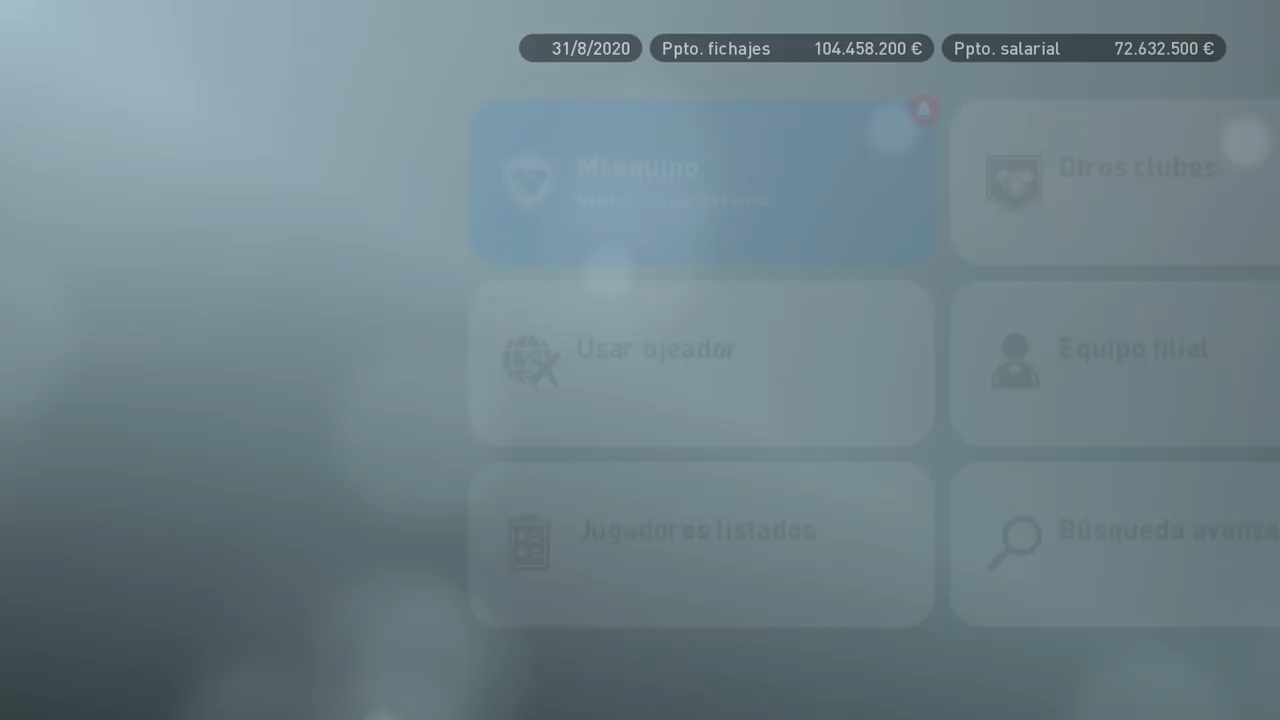 31/8/2020 Ppto. fichajes 104.458.200 € Ppto. salarial 72.632.500 €
Mi equipo
Otros clubes
Usar ojeador
Equipo filial
Jugadores listados
Búsqueda avanza